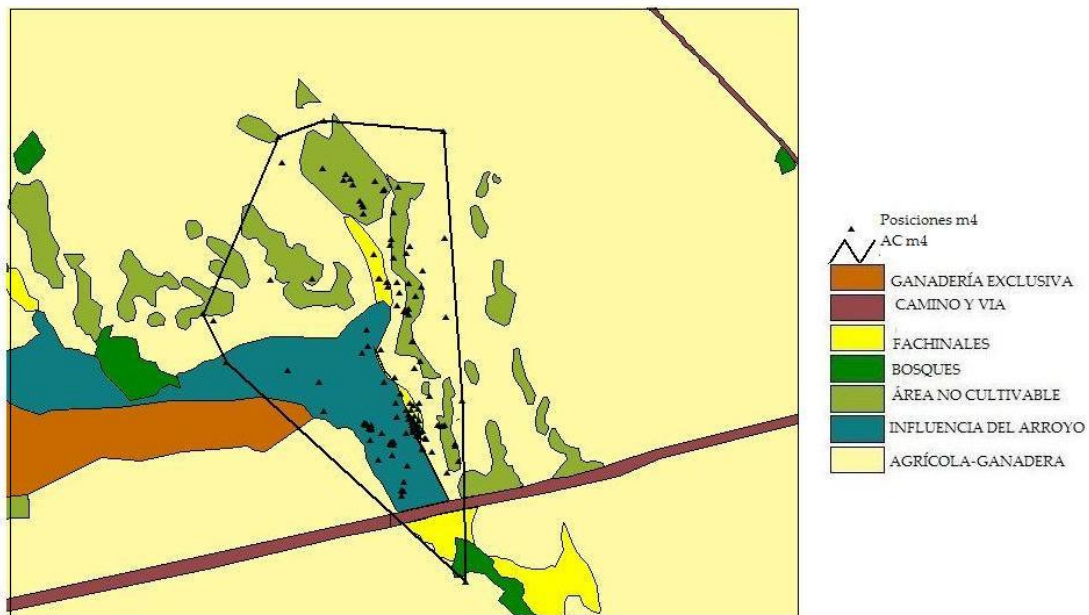 Posiciones m4
AC m4
GANADERÍA EXCLUSIVA
CAMINO Y VIA
FACHINALES
BOSQUES
ÁREA NO CULTIVABLE
INFLUENCIA DEL ARROYO
AGRÍCOLA-GANADERA